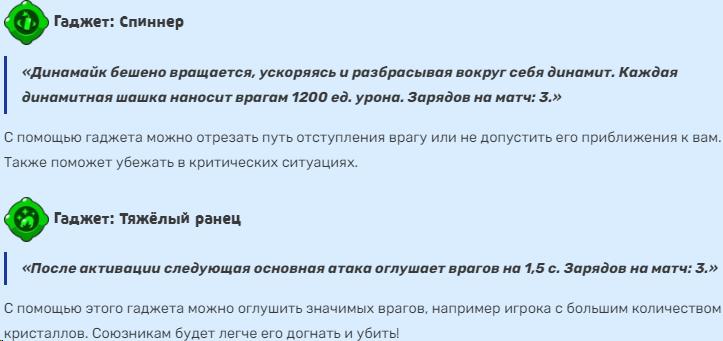 Гаджет: Спиннер
«Динамайк бешено вращается, ускоряясь и разбрасывая вокруг себя динамит. Каждая
динамитная шашка наносит врагам 1200 ед. урона. Зарядов на матч: 3.»
С помощью гаджета можно отрезать путь отступления врагу или не допустить его приближения к вам.
Также поможет убежать в критических ситуациях.
Гаджет: Тяжёлый ранец
«После активации следующая основная атака оглушает врагов на 1,5 с. Зарядов на матч: 3.»
С помощью этого гаджета можно оглушить значимых врагов, например игрока с большим количеством
кристаллов. Союзникам будет легче его догнать и убить!